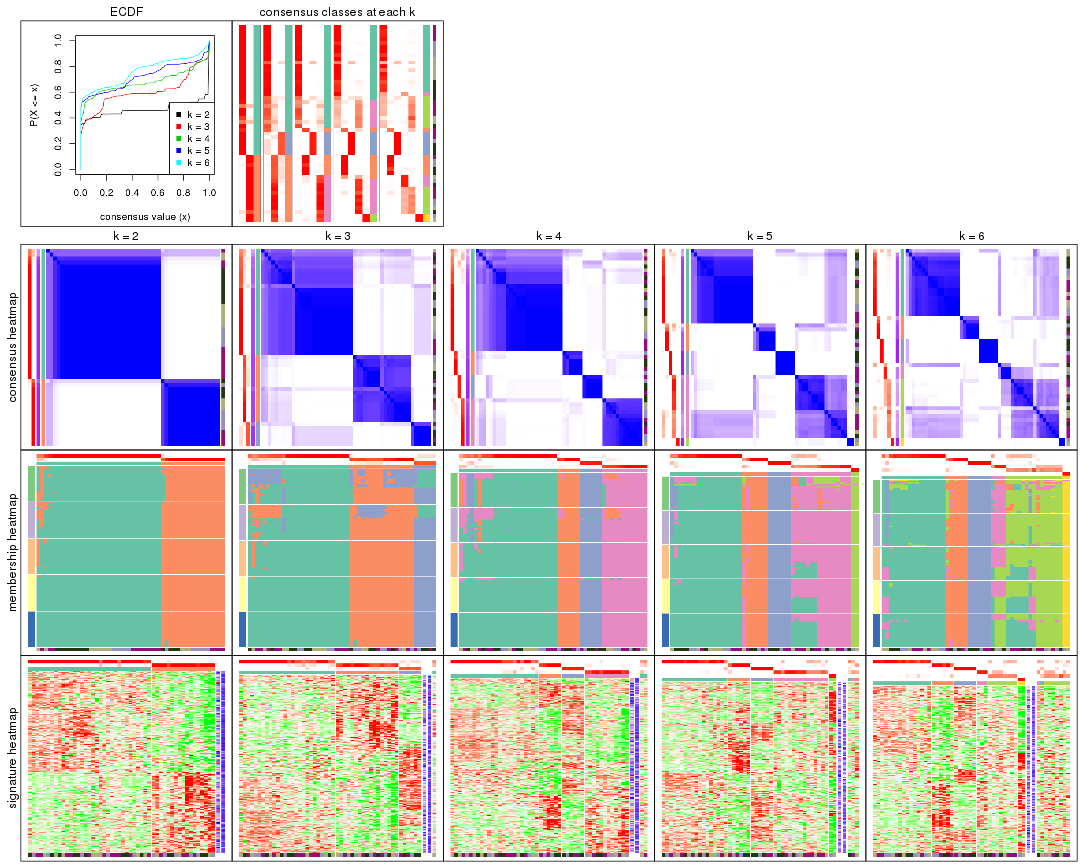 ECDF
consensus classes at each k
P(X <= x)
0.0
0.2
0.4
0.6
0.8
1.0
k = 2
k = 3
k = 4
k = 5
k = 6
0.0 0.2 0.4 0.6 0.8 1.0
consensus value (x)
k = 2
k = 3
k = 4
k = 5
k = 6
consensus heatmap
membership heatmap
signature heatmap